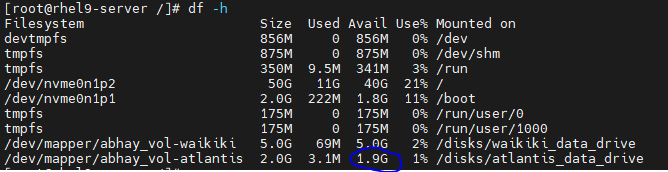 [root@rhel9-server /]# df -h
Filesystem Size Used Avail Use% Mounted on
devtmpfs 856M 0 856M 0% /dev
tmpfs 875M 0 875M 0% /dev/shm
tmpfs 350M 9.5M 341M 3% /run
/dev/nvme0n1p2 50G 11G 40G 21% /
/dev/nvme0n1p1 2.0G 222M 1.8G 11% /boot
tmpfs 175M 0 175M 0% /run/user/0
tmpfs 175M 0 175M 0% /run/user/1000
/dev/mapper/abhay_vol-waikiki 5.0G 69M 5.0G 2% /disks/waikiki_data_drive
/dev/mapper/abhay_vol-atlantis 2.0G 3.1M 1.9G 1% /disks/atlantis_data_drive